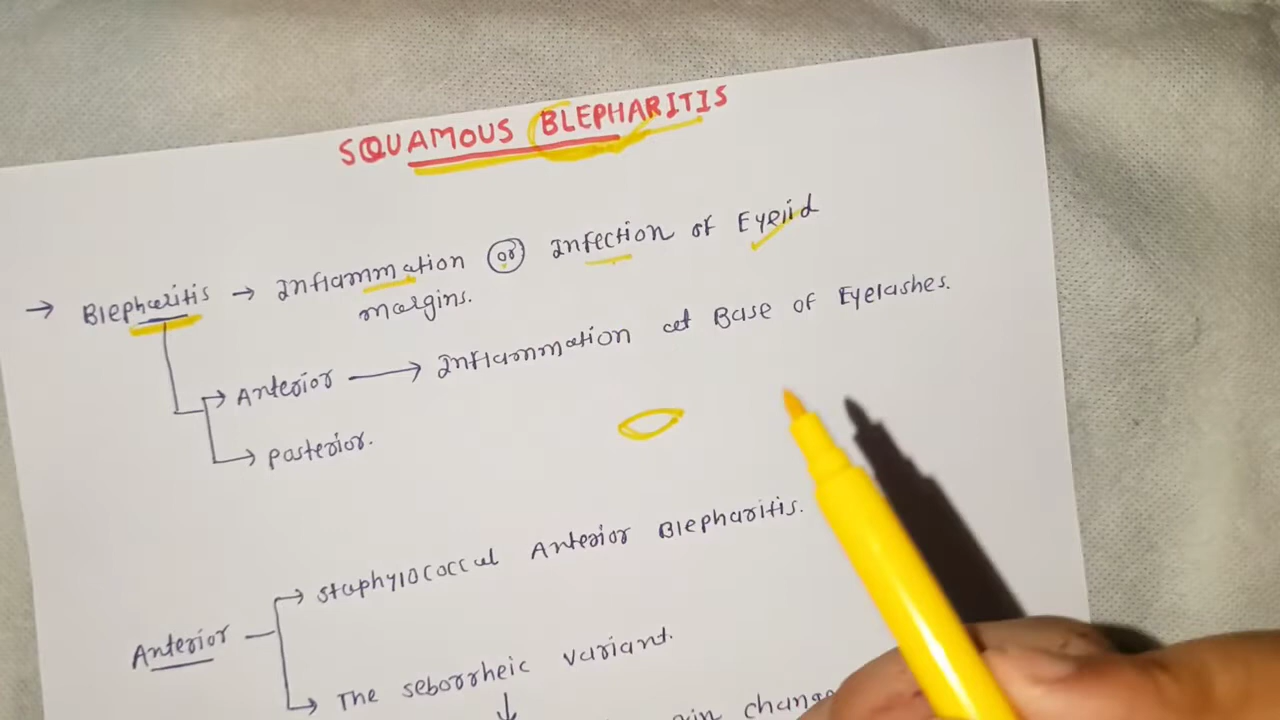 SQUAMOUS BLEPHARITIS
→ Blepharitis → Inflammation or Infection of Eyelid
margins.
→ Anterior → Inflammation at Base of Eyelashes.
→ Posterior.
Anterior → Staphylococcal Anterior Blepharitis.
→ The seborrheic variant.
↓